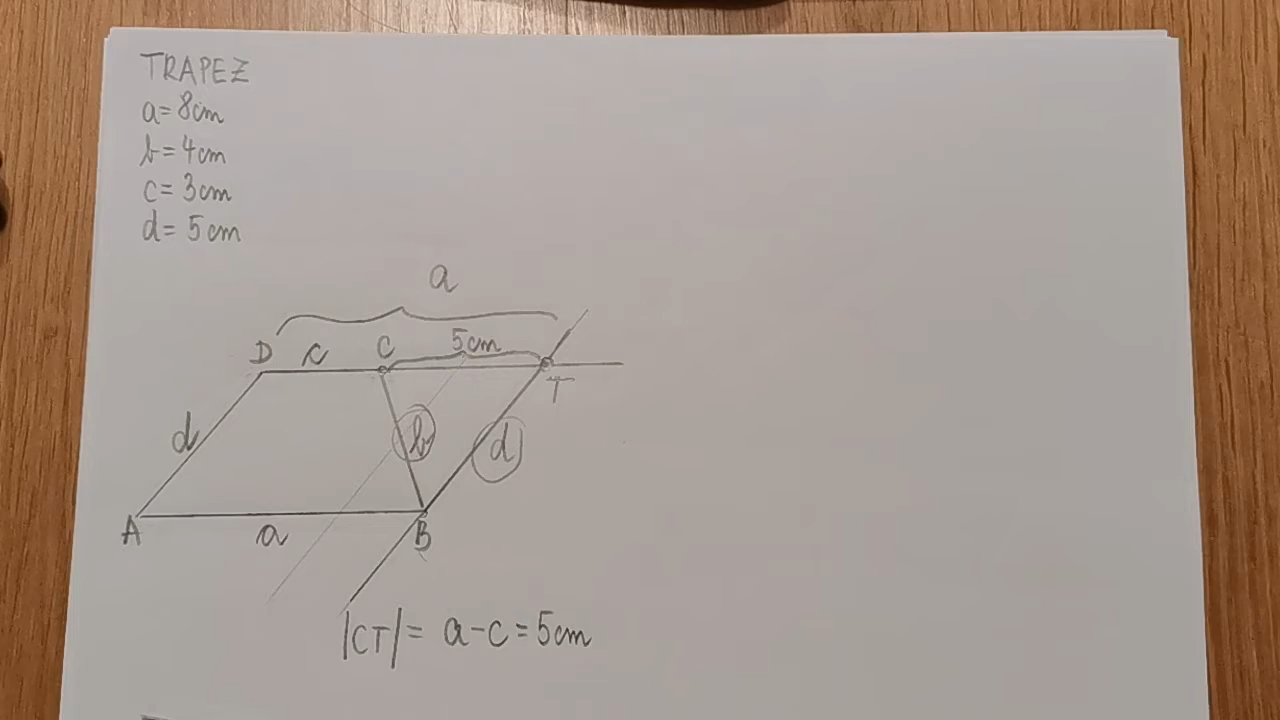 TRAPEZ
a = 8cm
b = 4cm
c = 3cm
d = 5cm
a
D c C 5cm T
d b d
A a B
|CT| = a - c = 5cm